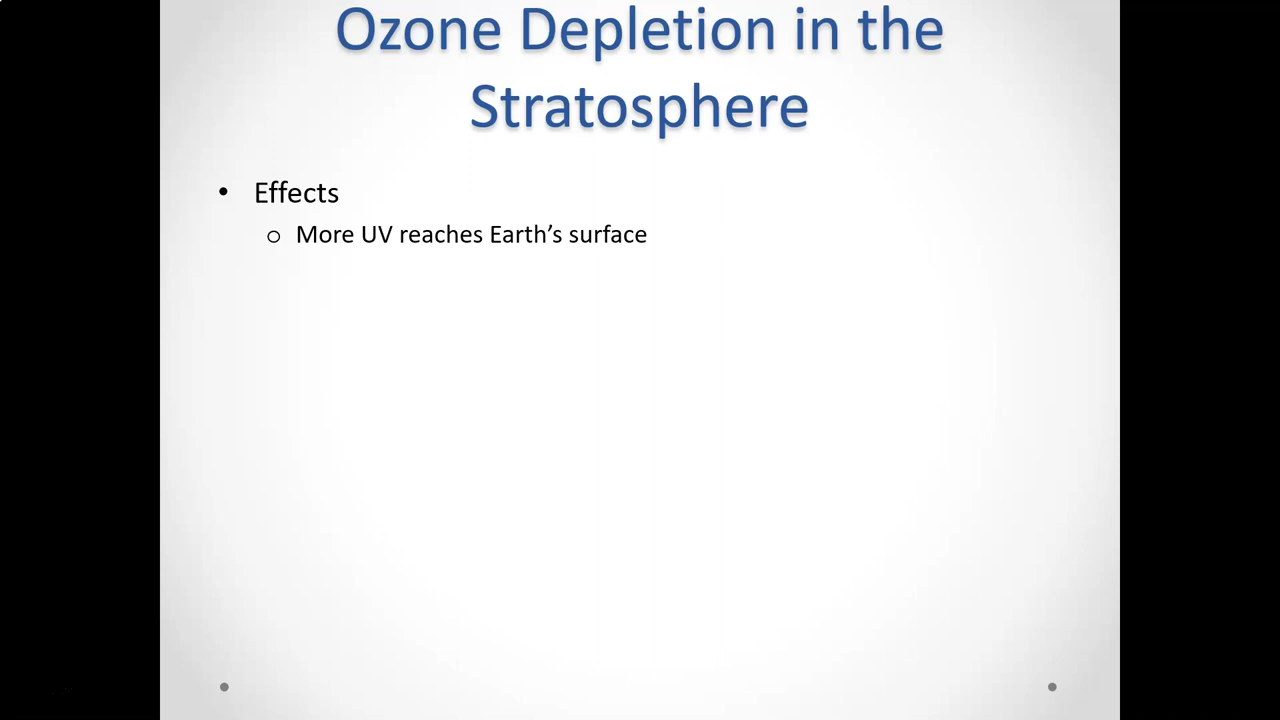 Ozone Depletion in the
Stratosphere
• Effects
o More UV reaches Earth’s surface